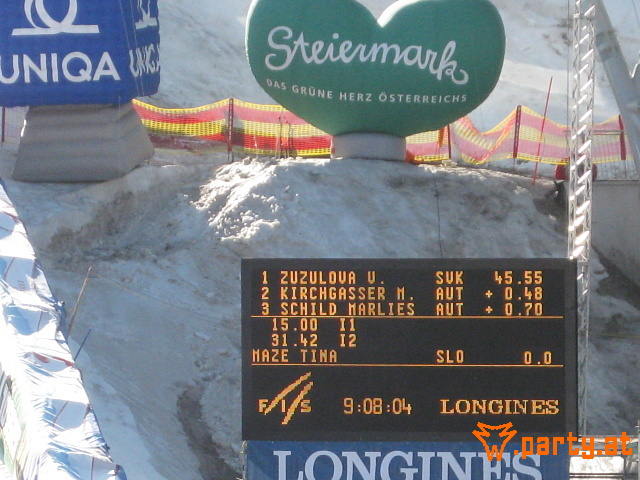 UNIQA
UNIQA
Steiermark
DAS GRÜNE HERZ ÖSTERREICHS
1 ZUZULOVA V. SVK 45.55
2 KIRCHGASSER M. AUT + 0.48
3 SCHILD MARLIES AUT + 0.70
15.00 I1
31.42 I2
MAZE TINA SLO 0.0
FIS 9:08:04 LONGINES
LONGINES
w.party.at